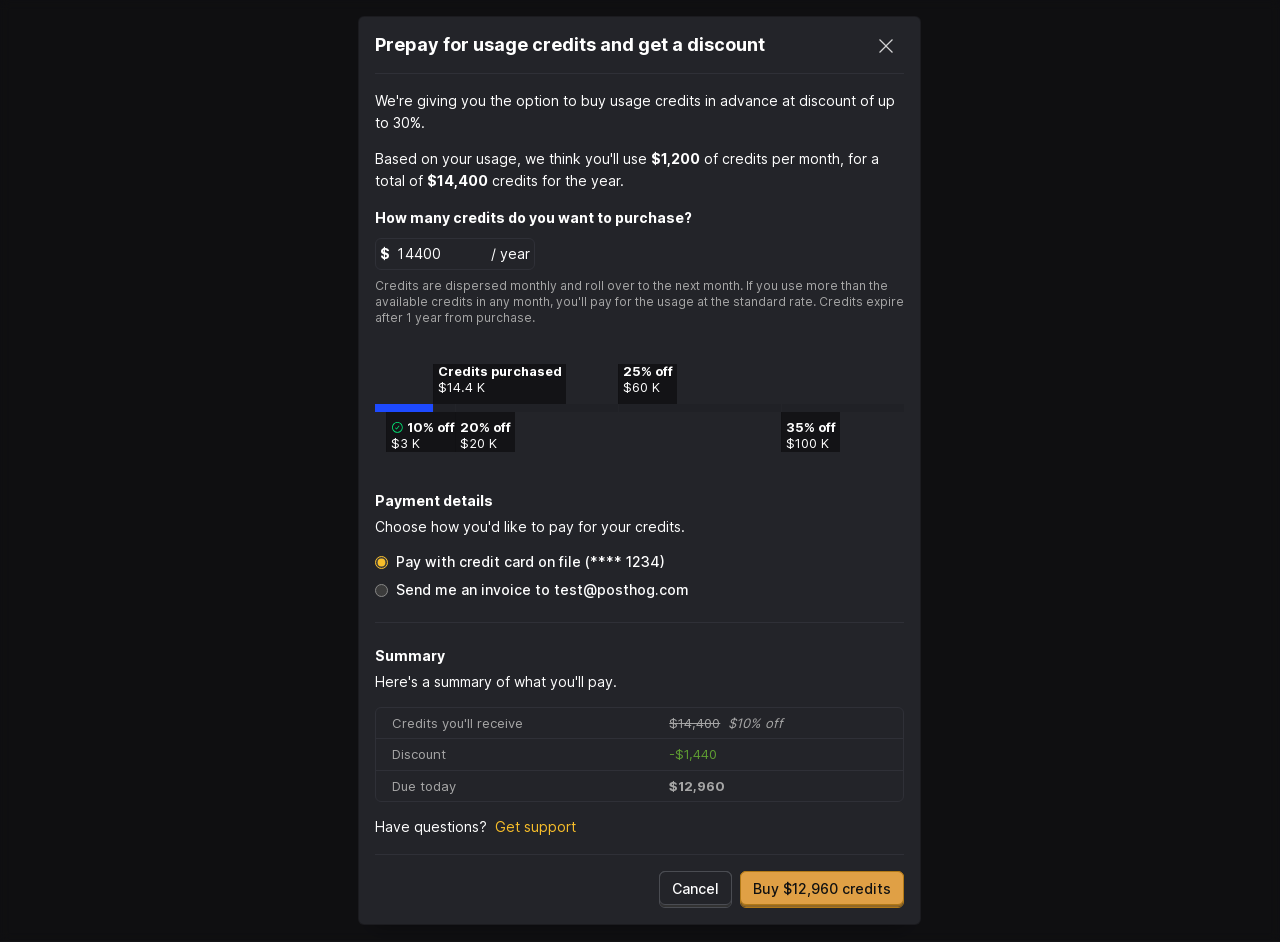 Prepay for usage credits and get a discount
We're giving you the option to buy usage credits in advance at discount of up
to 30%.
Based on your usage, we think you'll use $1,200 of credits per month, for a
total of $14,400 credits for the year.
How many credits do you want to purchase?
$ 14400 / year
Credits are dispersed monthly and roll over to the next month. If you use more than the
available credits in any month, you'll pay for the usage at the standard rate. Credits expire
after 1 year from purchase.
Credits purchased 25% off
$14.4 K $60 K
10% off 20% off 35% off
$3 K $20 K $100 K
Payment details
Choose how you'd like to pay for your credits.
Pay with credit card on file (**** 1234)
Send me an invoice to test@posthog.com
Summary
Here's a summary of what you'll pay.
Credits you'll receive $14,400 $10% off
Discount -$1,440
Due today $12,960
Have questions? Get support
Cancel Buy $12,960 credits